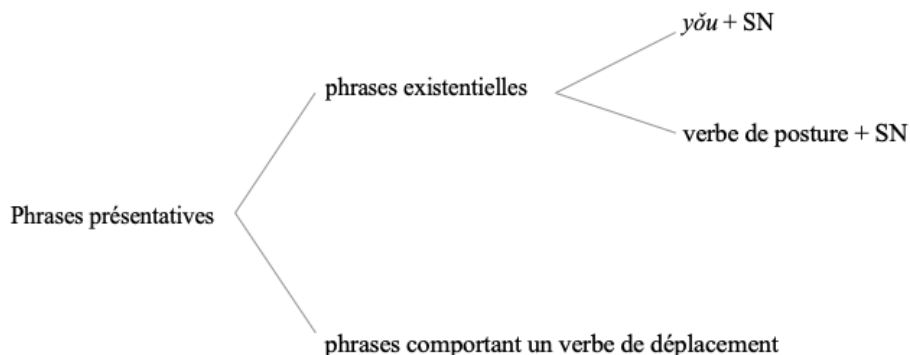 yǒu + SN
phrases existentielles
verbe de posture + SN
Phrases présentatives
phrases comportant un verbe de déplacement